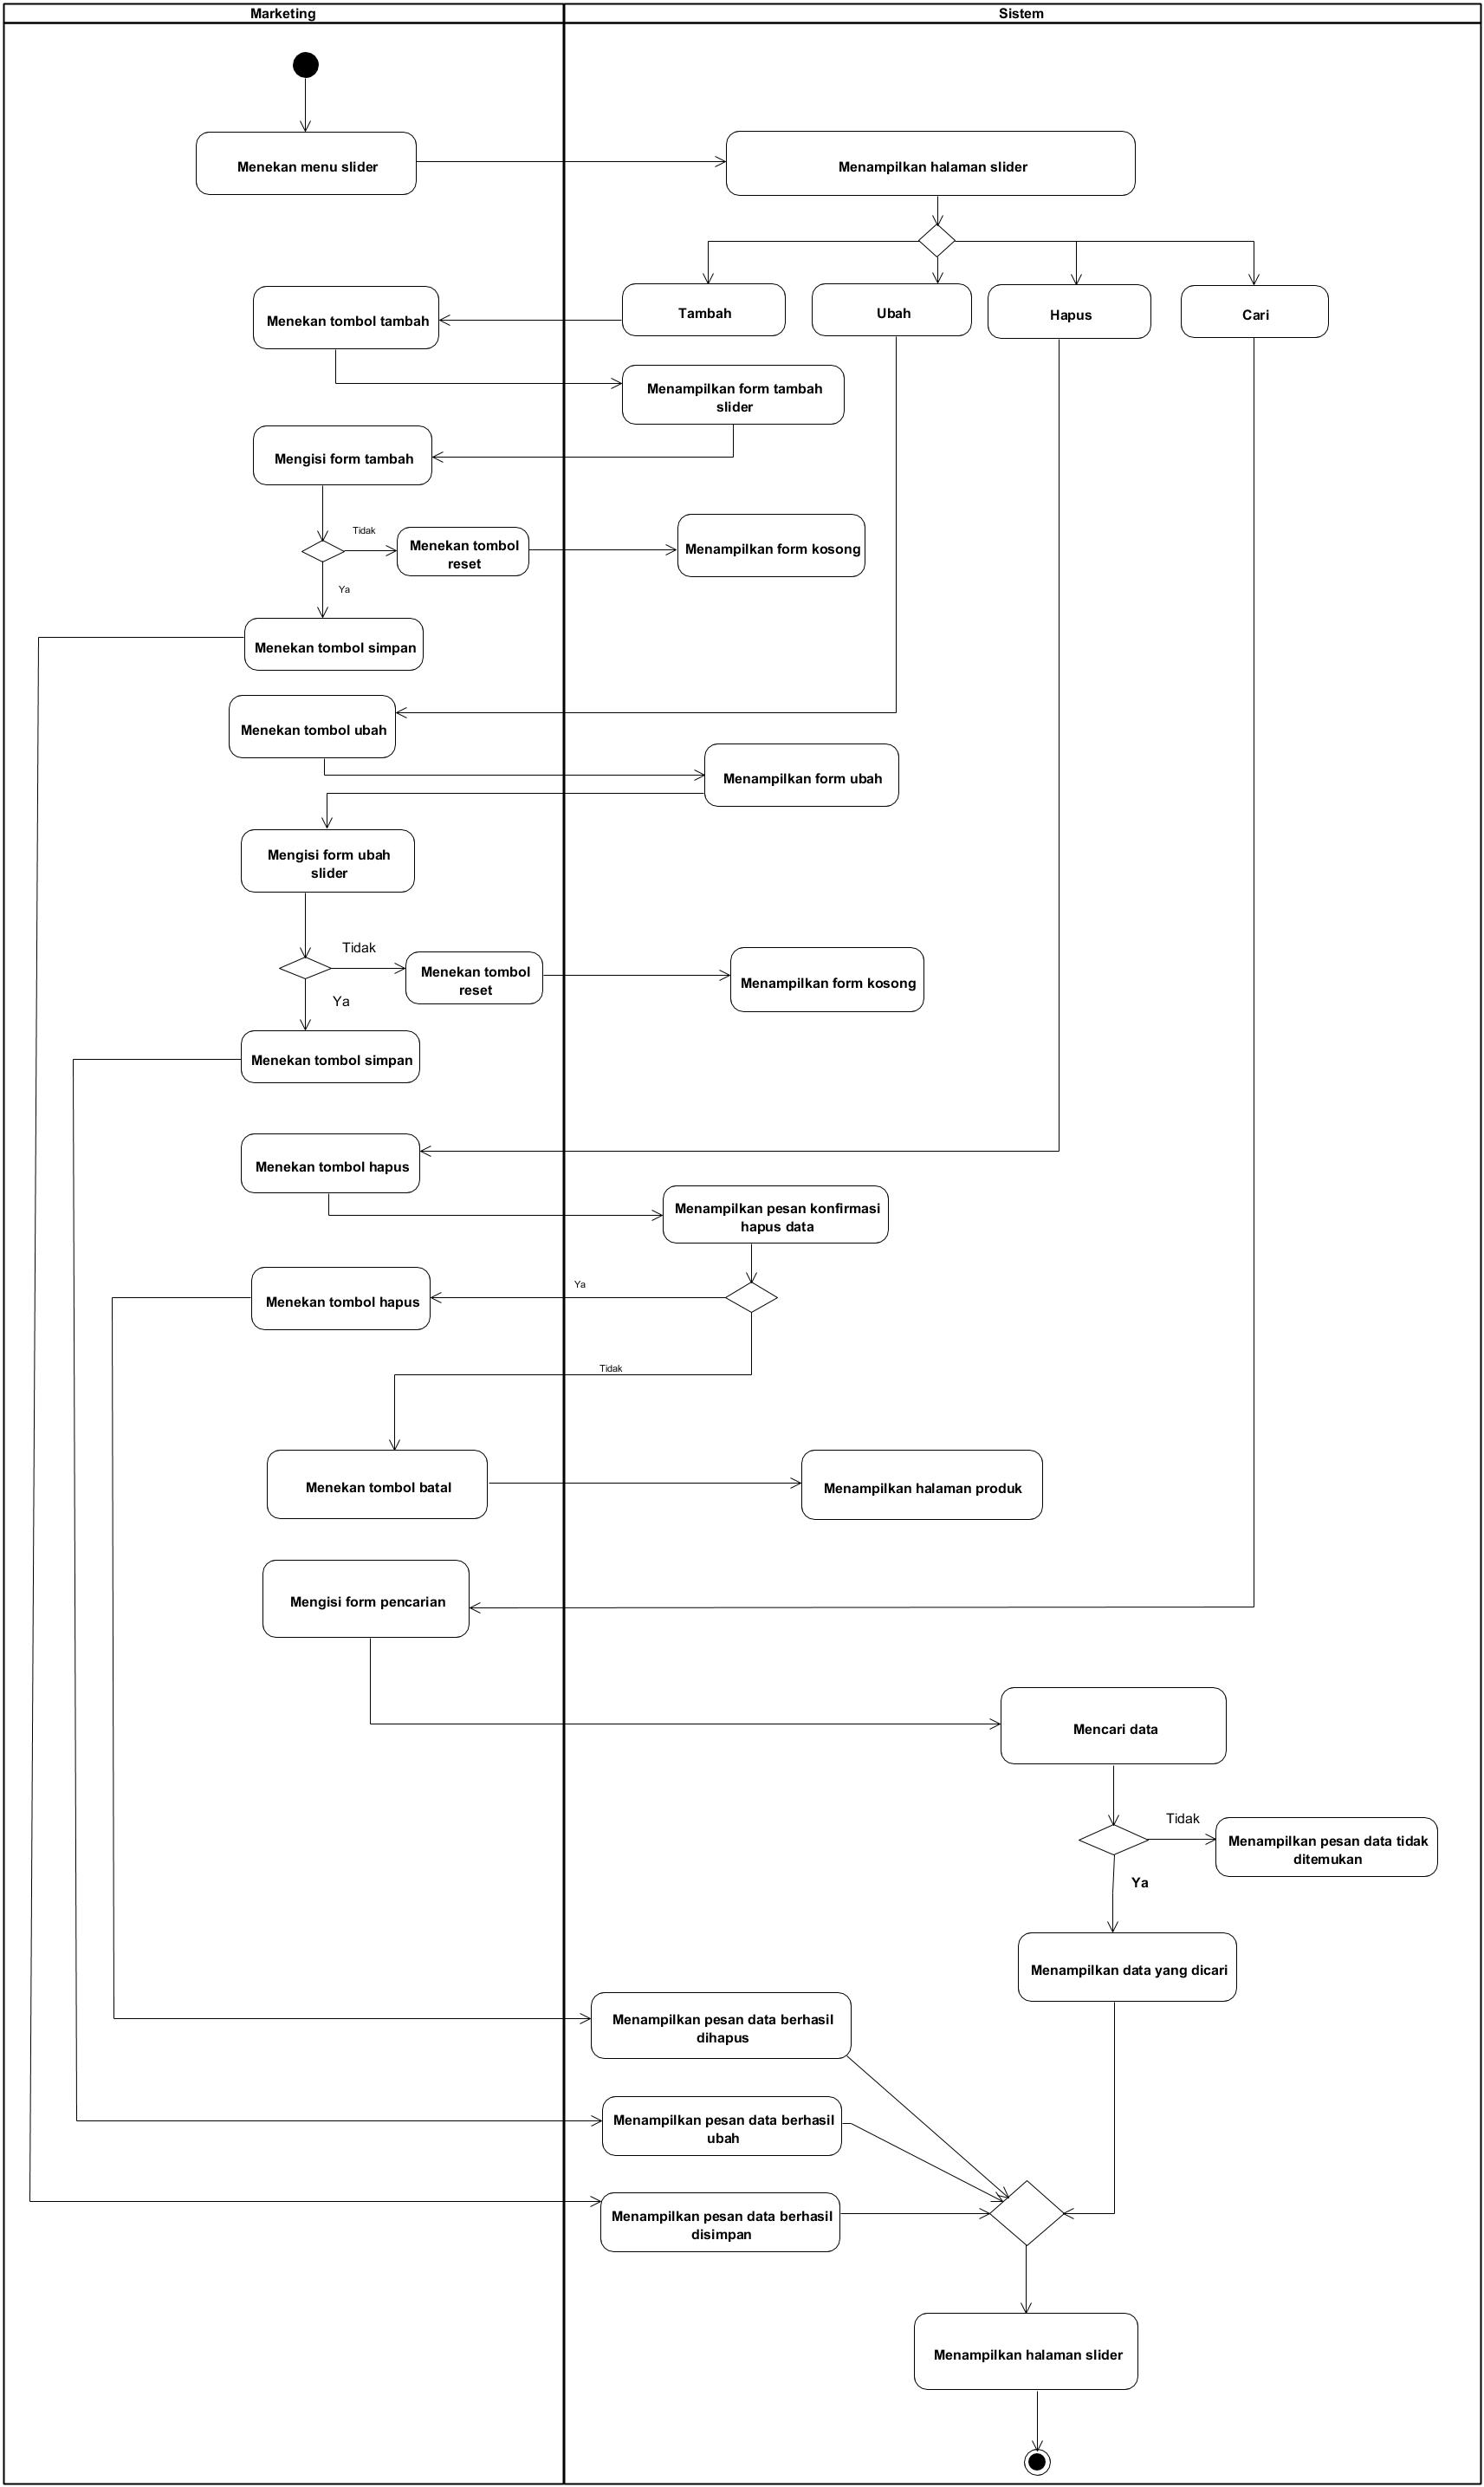 Marketing
Sistem
Menekan menu slider
Menampilkan halaman slider
Tambah
Ubah
Hapus
Cari
Menekan tombol tambah
Menampilkan form tambah
slider
Mengisi form tambah
Tidak
Menekan tombol
reset
Menampilkan form kosong
Ya
Menekan tombol simpan
Menekan tombol ubah
Menampilkan form ubah
Mengisi form ubah
slider
Tidak
Menekan tombol
reset
Menampilkan form kosong
Ya
Menekan tombol simpan
Menekan tombol hapus
Menampilkan pesan konfirmasi
hapus data
Ya
Menekan tombol hapus
Tidak
Menekan tombol batal
Menampilkan halaman produk
Mengisi form pencarian
Mencari data
Tidak
Menampilkan pesan data tidak
ditemukan
Ya
Menampilkan data yang dicari
Menampilkan pesan data berhasil
dihapus
Menampilkan pesan data berhasil
ubah
Menampilkan pesan data berhasil
disimpan
Menampilkan halaman slider